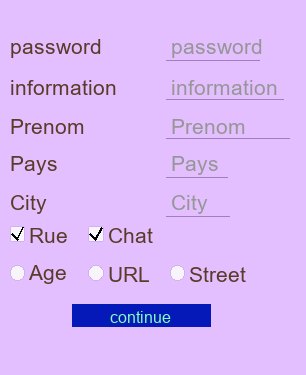 password password
information information
Prenom Prenom
Pays Pays
City City
Rue Chat
Age URL Street
continue